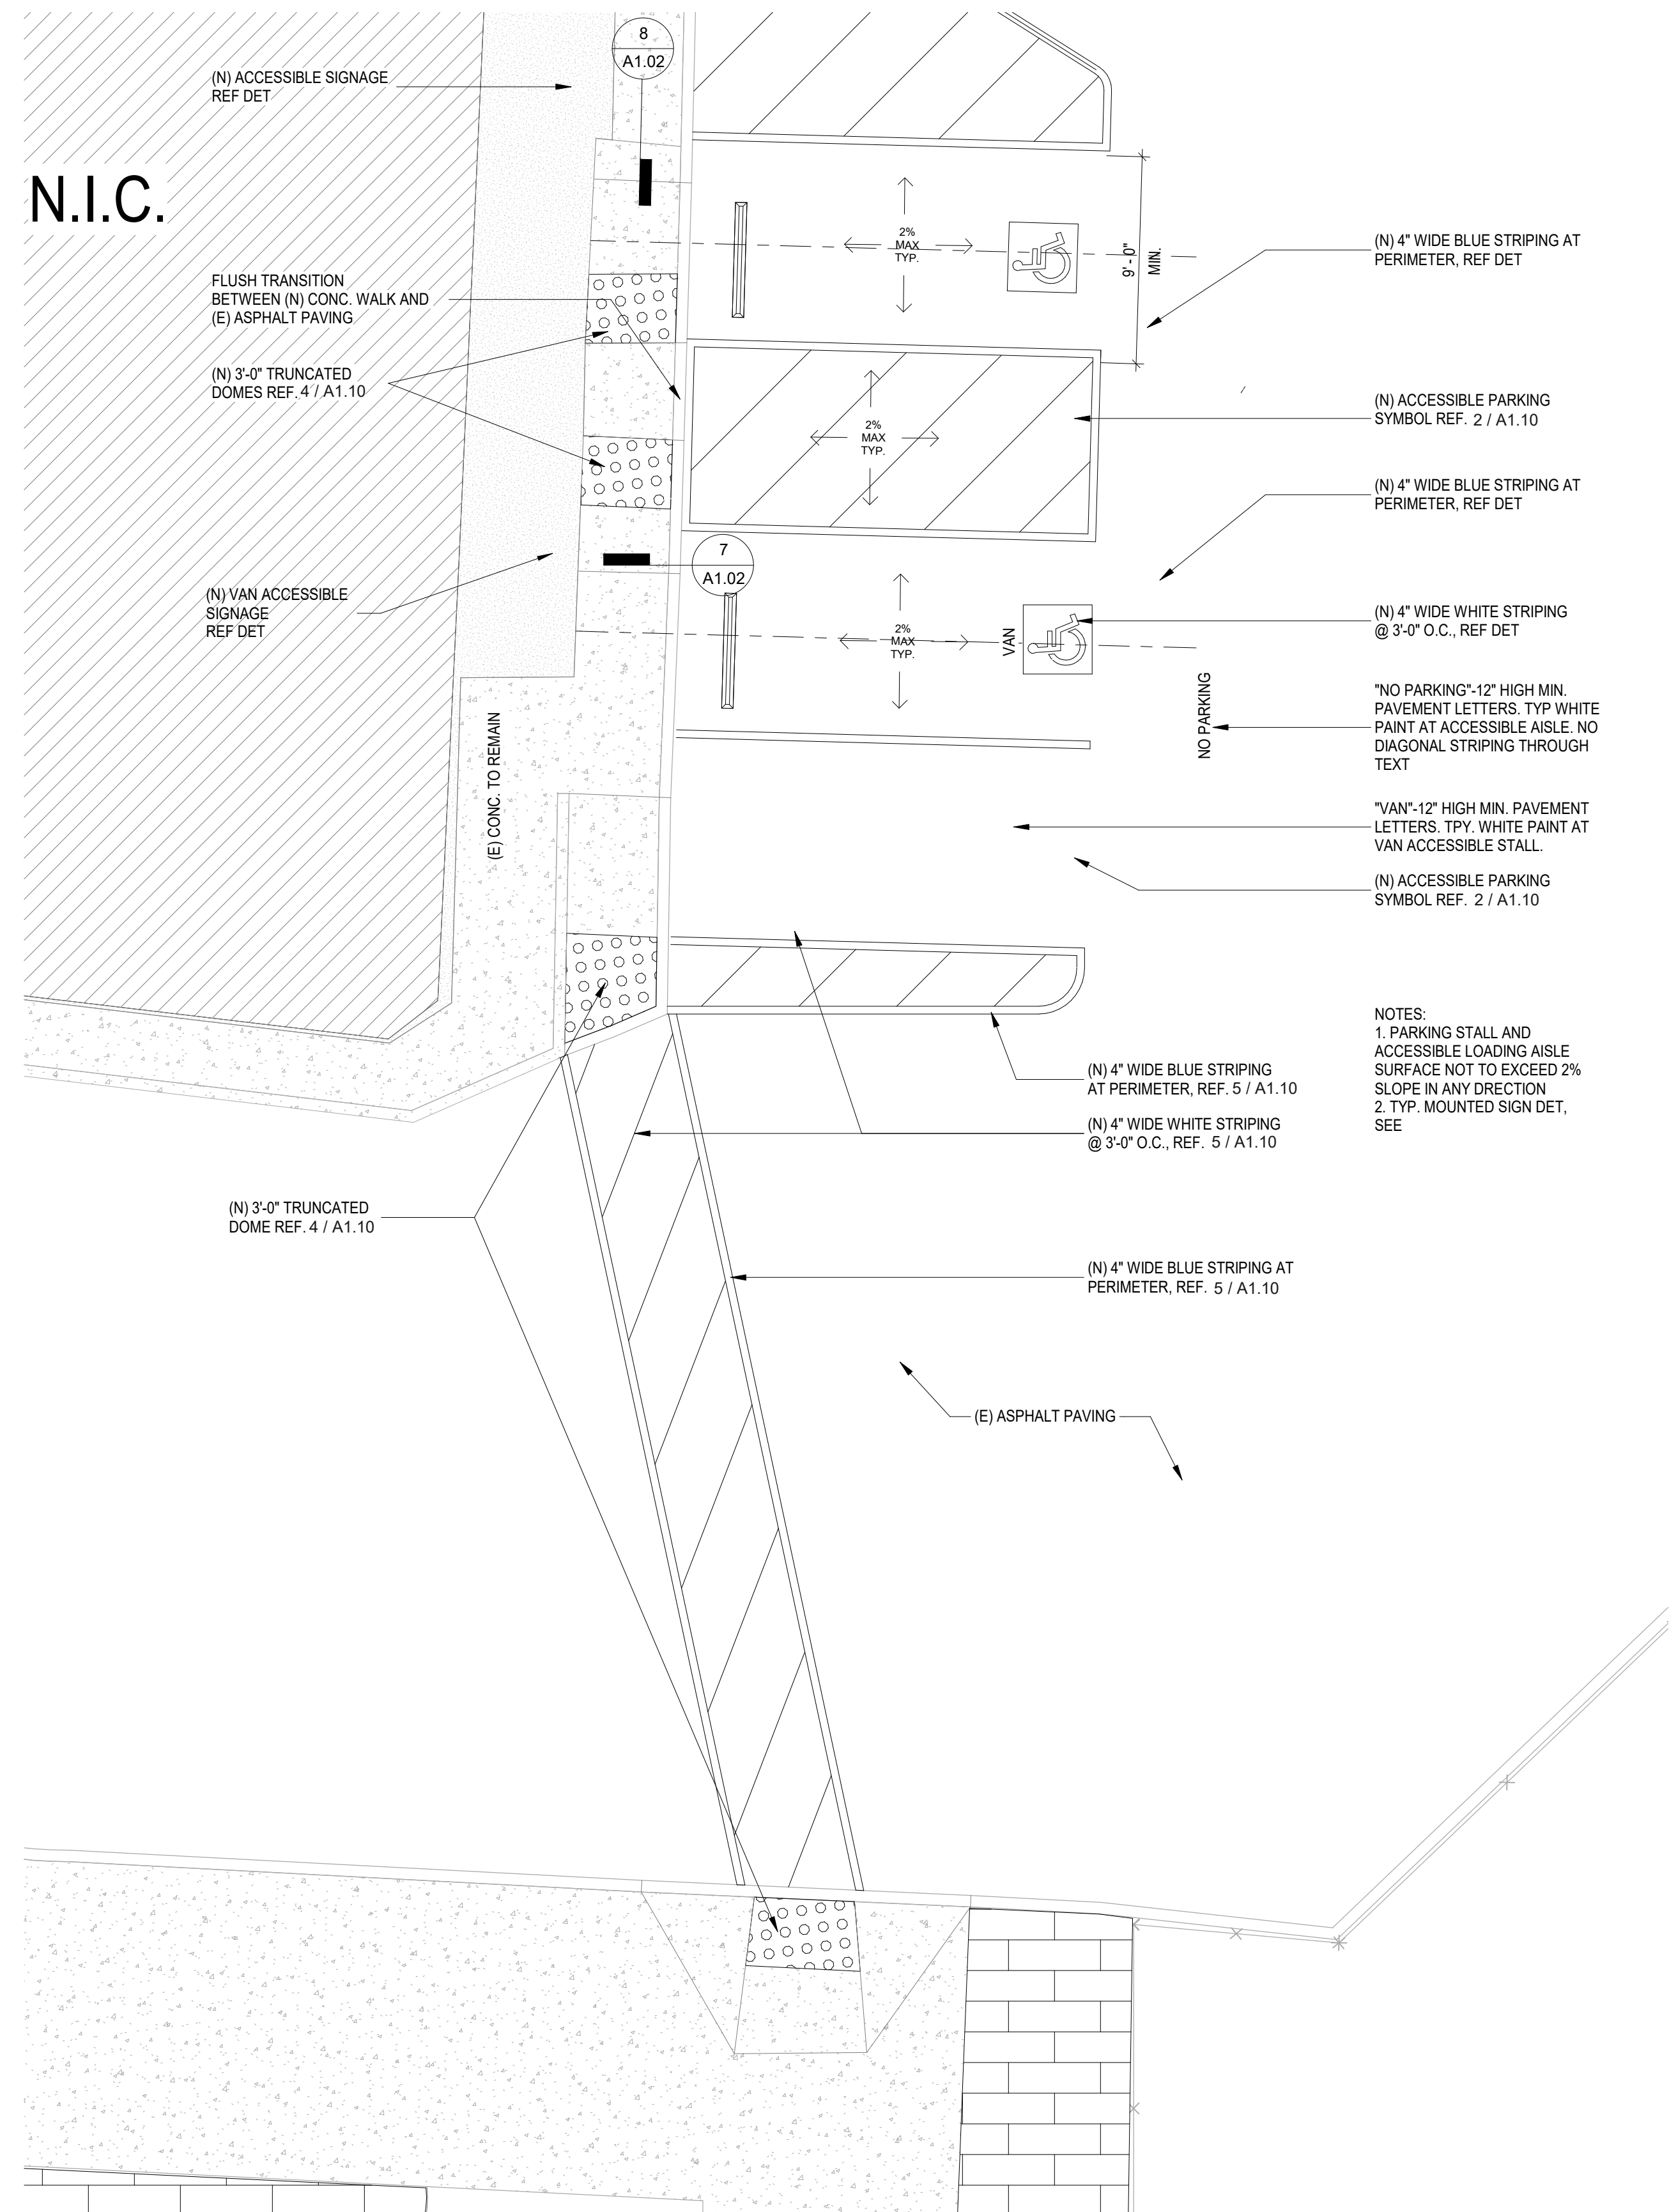 8
A1.02
(N) ACCESSIBLE SIGNAGE
REF DET
N.I.C.
2%
MAX
TYP.
9' - 0"
MIN.
(N) 4" WIDE BLUE STRIPING AT
PERIMETER, REF DET
FLUSH TRANSITION
BETWEEN (N) CONC. WALK AND
(E) ASPHALT PAVING
(N) 3'-0" TRUNCATED
DOMES REF. 4 / A1.10
2%
MAX
TYP.
(N) ACCESSIBLE PARKING
SYMBOL REF. 2 / A1.10
(N) 4" WIDE BLUE STRIPING AT
PERIMETER, REF DET
7
A1.02
(N) VAN ACCESSIBLE
SIGNAGE
REF DET
2%
MAX
TYP.
VAN
(N) 4" WIDE WHITE STRIPING
@ 3'-0" O.C., REF DET
NO PARKING
"NO PARKING"-12" HIGH MIN.
PAVEMENT LETTERS. TYP WHITE
PAINT AT ACCESSIBLE AISLE. NO
DIAGONAL STRIPING THROUGH
TEXT
(E) CONC. TO REMAIN
"VAN"-12" HIGH MIN. PAVEMENT
LETTERS. TPY. WHITE PAINT AT
VAN ACCESSIBLE STALL.
(N) ACCESSIBLE PARKING
SYMBOL REF. 2 / A1.10
NOTES:
1. PARKING STALL AND
ACCESSIBLE LOADING AISLE
SURFACE NOT TO EXCEED 2%
SLOPE IN ANY DRECTION
2. TYP. MOUNTED SIGN DET,
SEE
(N) 4" WIDE BLUE STRIPING
AT PERIMETER, REF. 5 / A1.10
(N) 4" WIDE WHITE STRIPING
@ 3'-0" O.C., REF. 5 / A1.10
(N) 3'-0" TRUNCATED
DOME REF. 4 / A1.10
(N) 4" WIDE BLUE STRIPING AT
PERIMETER, REF. 5 / A1.10
(E) ASPHALT PAVING